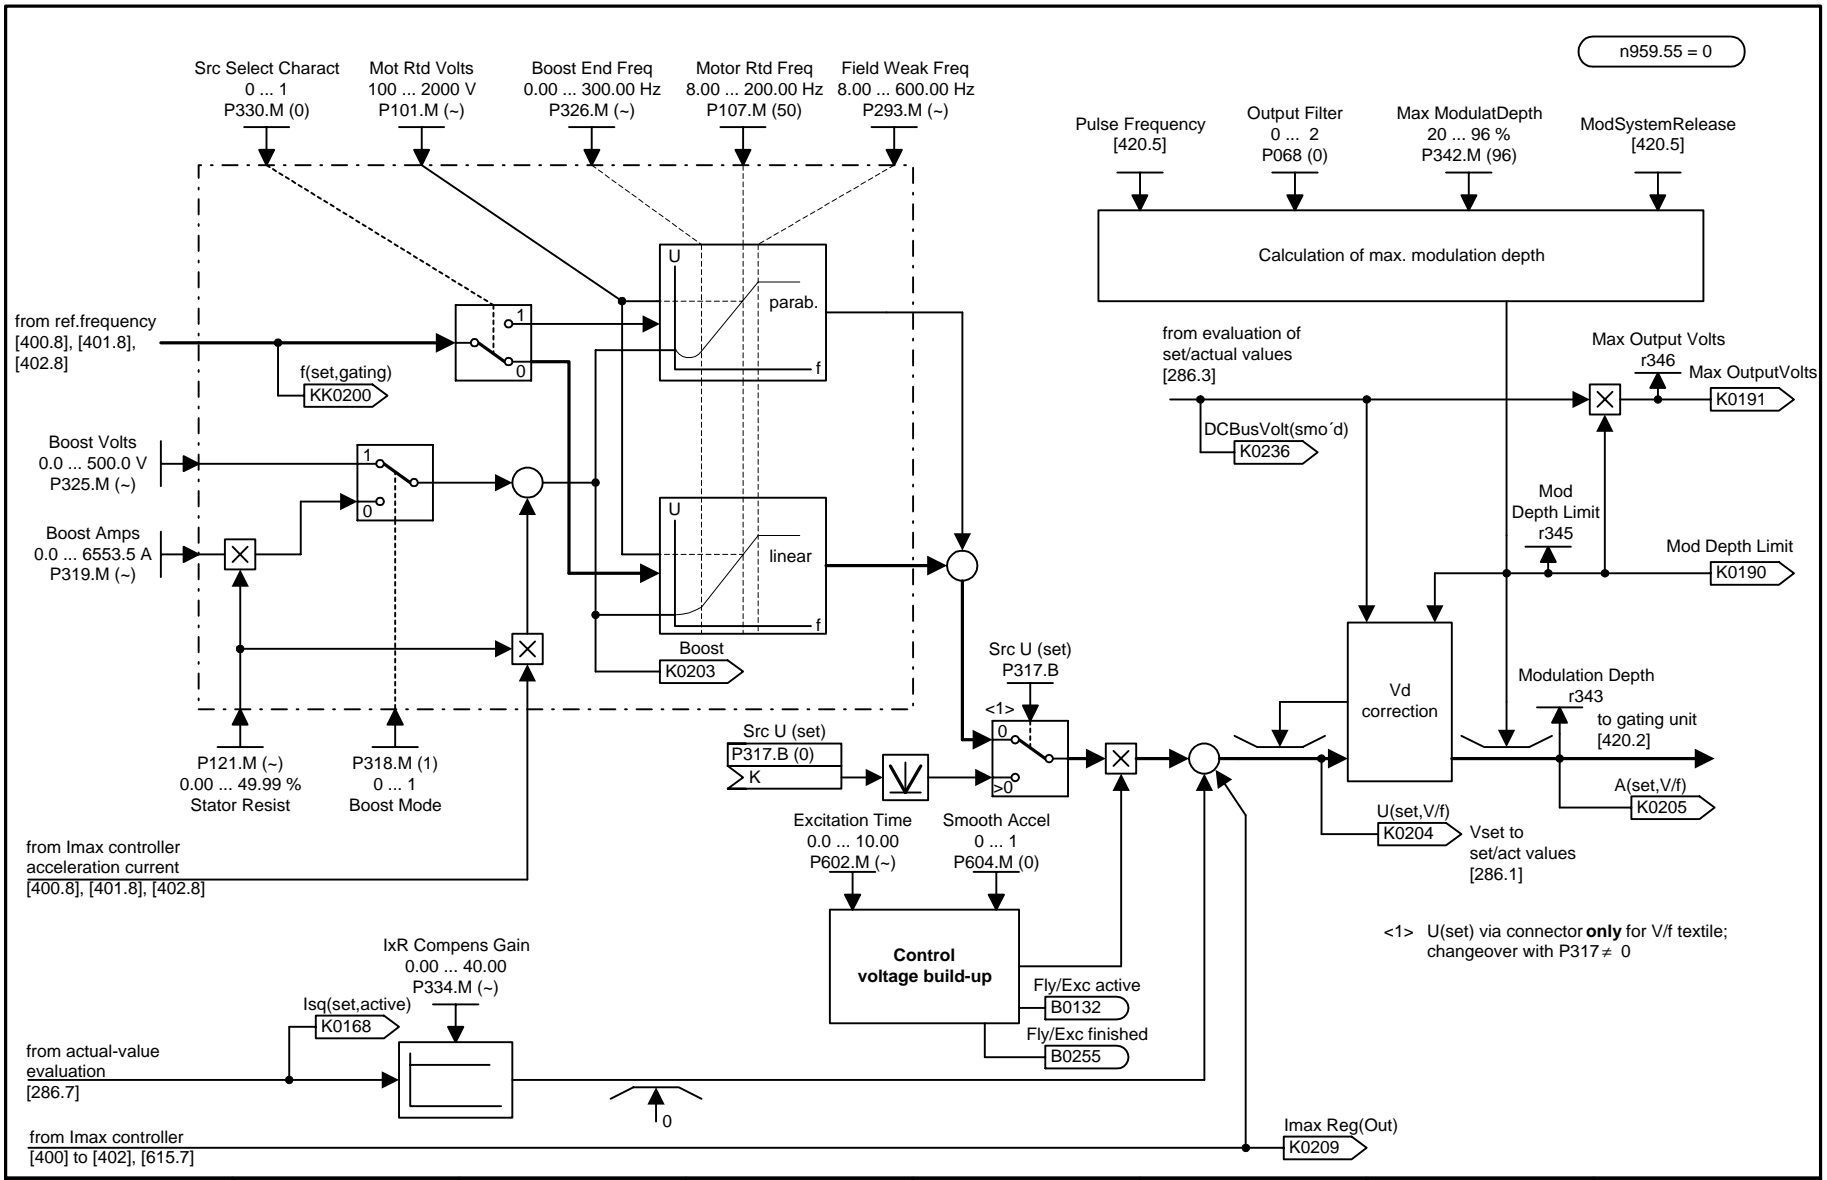 n959.55 = 0
Src Select Charact
0 ... 1
P330.M (0)
Mot Rtd Volts
100 ... 2000 V
P101.M (~)
Boost End Freq
0.00 ... 300.00 Hz
P326.M (~)
Motor Rtd Freq
8.00 ... 200.00 Hz
P107.M (50)
Field Weak Freq
8.00 ... 600.00 Hz
P293.M (~)
Pulse Frequency
[420.5]
Output Filter
0 ... 2
P068 (0)
Max ModulatDepth
20 ... 96 %
P342.M (96)
ModSystemRelease
[420.5]
Calculation of max. modulation depth
U
parab.
f
from ref.frequency
[400.8], [401.8],
[402.8]
1
0
f(set,gating)
KK0200
from evaluation of
set/actual values
[286.3]
Max Output Volts
r346
Max OutputVolts
K0191
DCBusVolt(smo´d)
K0236
Boost Volts
0.0 ... 500.0 V
P325.M (~)
1
0
Boost Amps
0.0 ... 6553.5 A
P319.M (~)
U
linear
f
Mod
Depth Limit
r345
Mod Depth Limit
K0190
Boost
K0203
Src U (set)
P317.B
<1>
0
>0
Vd
correction
Modulation Depth
r343
to gating unit
[420.2]
P121.M (~)
0.00 ... 49.99 %
Stator Resist
P318.M (1)
0 ... 1
Boost Mode
Src U (set)
P317.B (0)
K
A(set,V/f)
K0205
U(set,V/f)
K0204
Vset to
set/act values
[286.1]
from Imax controller
acceleration current
[400.8], [401.8], [402.8]
Excitation Time
0.0 ... 10.00
P602.M (~)
Smooth Accel
0 ... 1
P604.M (0)
Control
voltage build-up
Fly/Exc active
B0132
Fly/Exc finished
B0255
<1> U(set) via connector only for V/f textile;
changeover with P317 ≠ 0
IxR Compens Gain
0.00 ... 40.00
P334.M (~)
Isq(set,active)
K0168
from actual-value
evaluation
[286.7]
0
from Imax controller
[400] to [402], [615.7]
Imax Reg(Out)
K0209